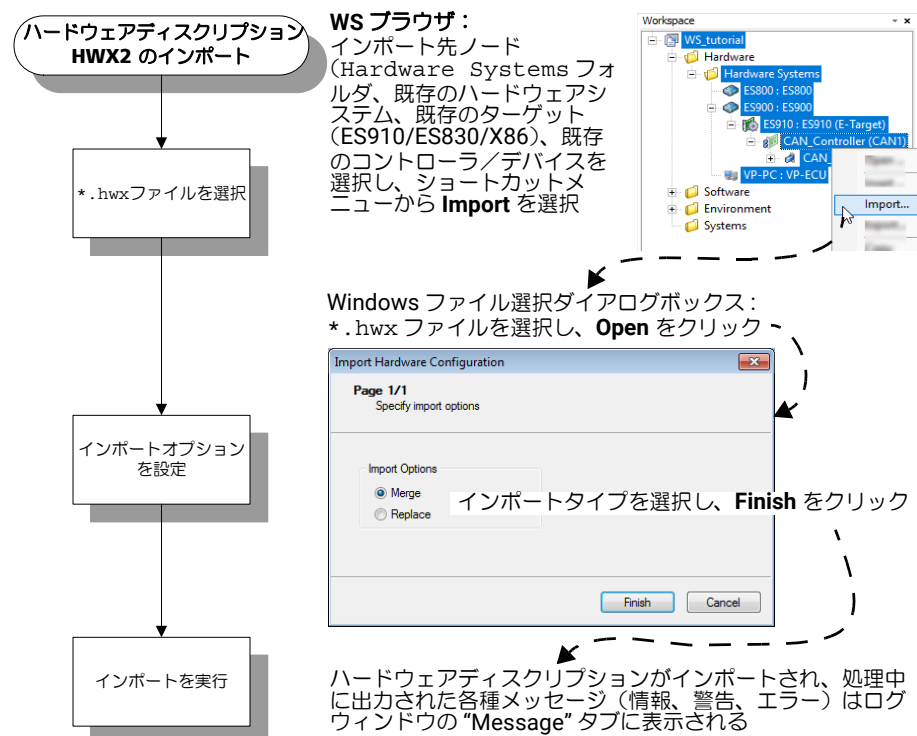 ハードウェアディスクリプション
HWX2 のインポート
*.hwxファイルを選択
インポートオプション
を設定
インポートを実行
WS ブラウザ：
インポート先ノード
（Hardware Systems フォ
ルダ、既存のハードウェアシ
ステム、既存のターゲット
（ES910/ES830/X86）、既存
のコントローラ／デバイスを
選択し、ショートカットメ
ニューから Import を選択
Workspace
WS_tutorial
Hardware
Hardware Systems
ES800 : ES800
ES900 : ES900
ES910 : ES910 (E-Target)
CAN_Controller (CAN1)
CAN_
VP-PC : VP-ECU
Software
Environment
Systems
Import...
Windows ファイル選択ダイアログボックス :
*.hwx ファイルを選択し、Open をクリック
Import Hardware Configuration
Page 1/1
Specify import options
Import Options
Merge
Replace
インポートタイプを選択し、Finish をクリック
Finish
Cancel
ハードウェアディスクリプションがインポートされ、処理中
に出力された各種メッセージ（情報、警告、エラー）はログ
ウィンドウの “Message” タブに表示される